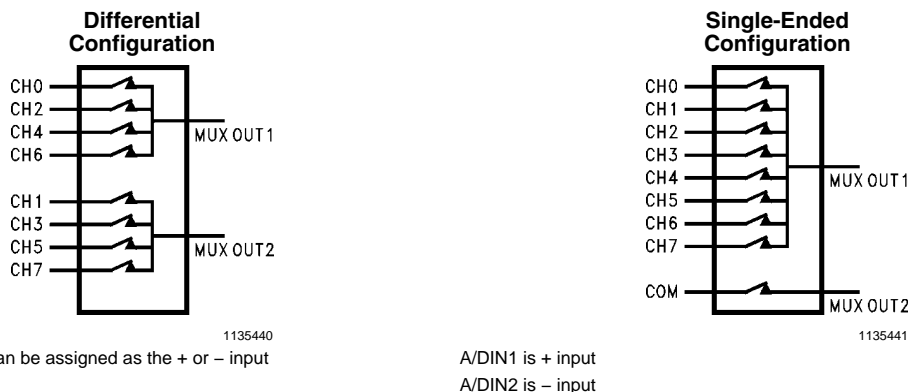 Differential
Configuration
CH0
CH2
CH4
CH6
MUX OUT1
CH1
CH3
CH5
CH7
MUX OUT2
1135440
an be assigned as the + or − input
Single-Ended
Configuration
CH0
CH1
CH2
CH3
CH4
CH5
CH6
CH7
MUX OUT1
COM
MUX OUT2
1135441
A/DIN1 is + input
A/DIN2 is − input